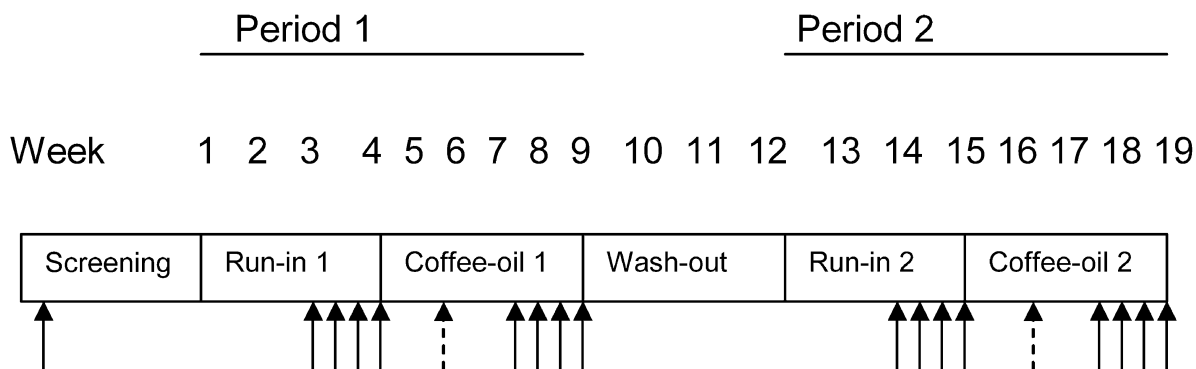 Period 1 Period 2
Week 1 2 3 4 5 6 7 8 9 10 11 12 13 14 15 16 17 18 19
Screening Run-in 1 Coffee-oil 1 Wash-out Run-in 2 Coffee-oil 2